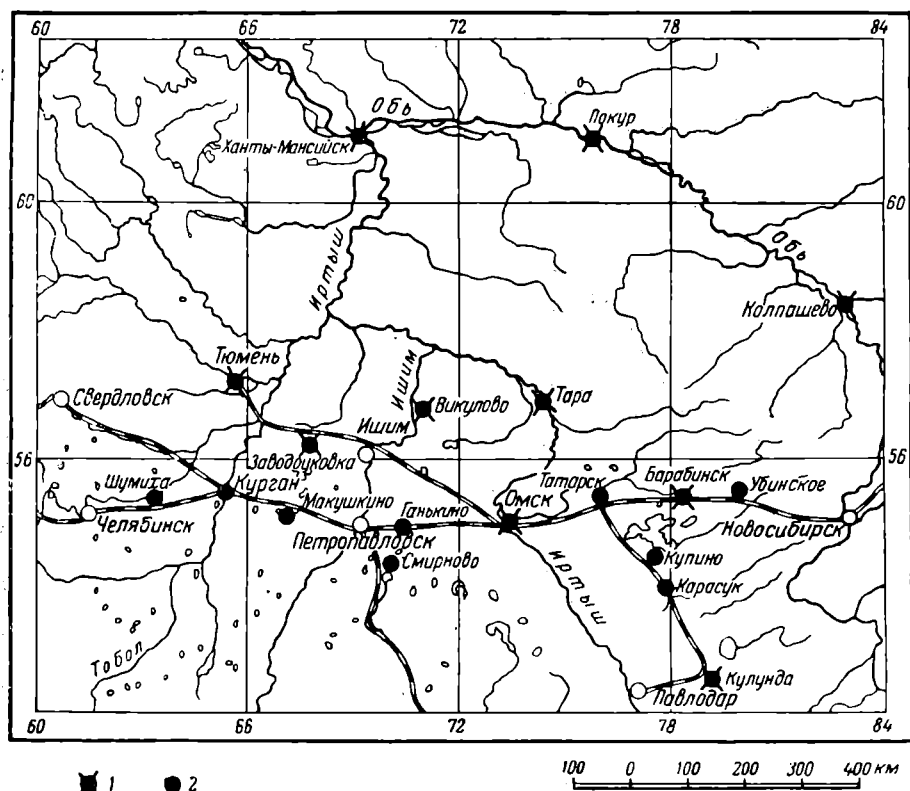 60 66 72 78 84
Обь
Покур
Ханты-Мансийск
60 60
Иртыш
Обь
Колпашево
Тюмень
Свердловск
Ишим
Викулово
Тара
Ишим
56 56
Заводоуковка
Шумиха
Курган
Макушкино
Ганькино
Омск
Татарск
Барабинск
Убинское
Челябинск
Петропавловск
Новосибирск
Смирново
Купино
Иртыш
Карасук
Тобол
Кулунда
Павлодар
60 66 72 78 84
1 2
100 0 100 200 300 400 км